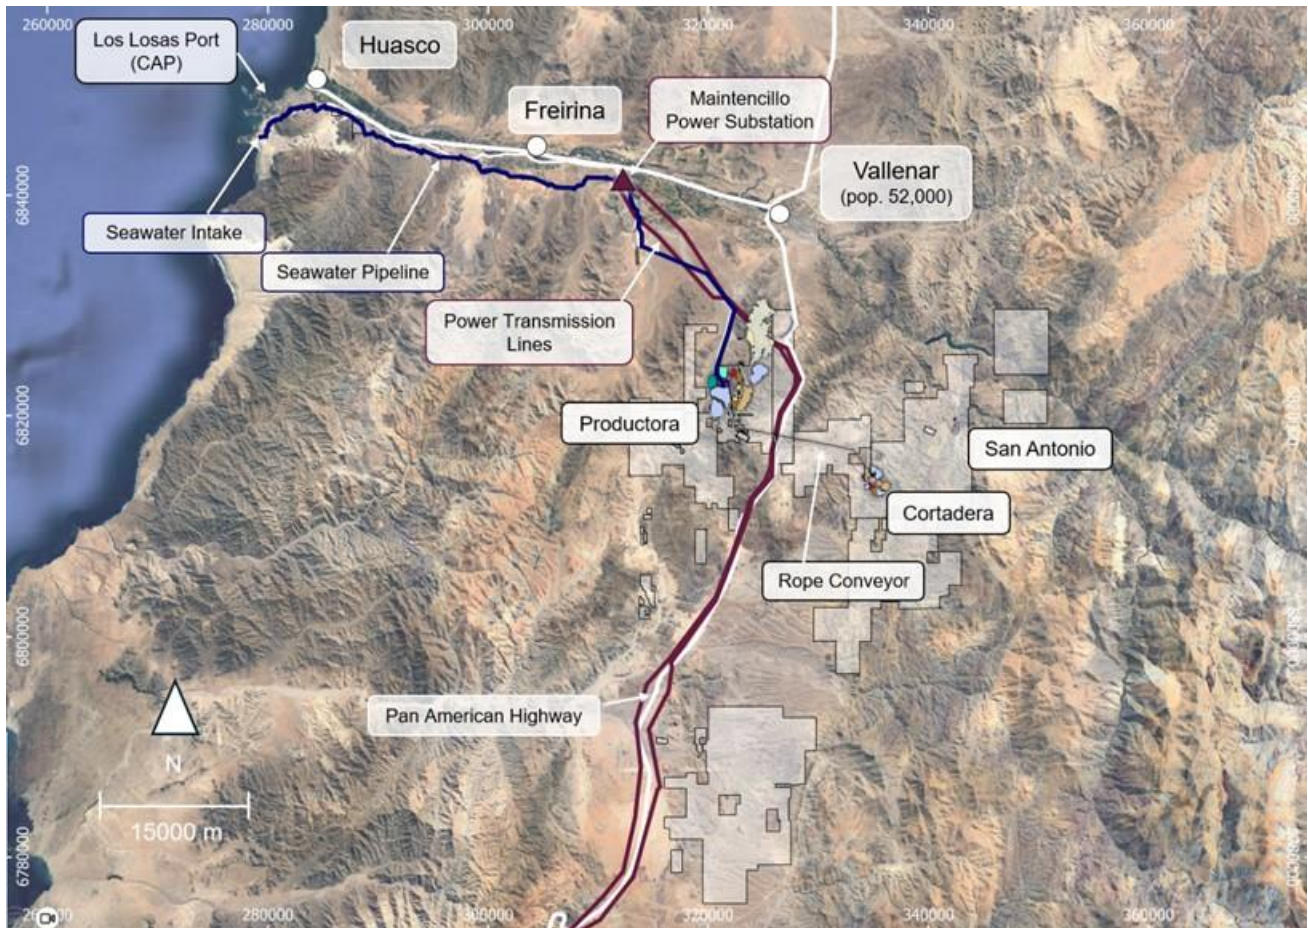 260000
280000
300000
320000
340000
360000
Los Losas Port
(CAP)
Huasco
Freirina
Maintencillo
Power Substation
Vallenar
(pop. 52,000)
6840000
Seawater Intake
Seawater Pipeline
Power Transmission
Lines
6820000
Productora
San Antonio
Cortadera
Rope Conveyor
6800000
Pan American Highway
N
15000 m
6780000
260000
280000
300000
320000
340000
360000